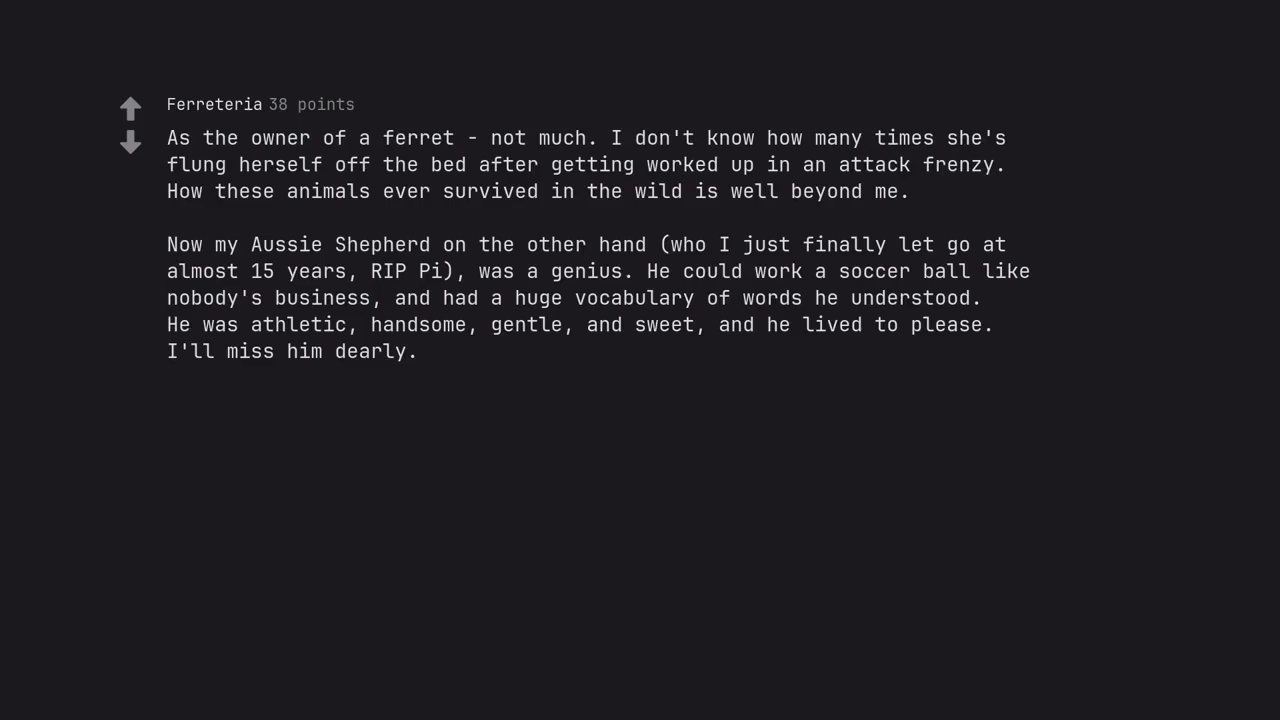 Ferreteria 38 points
As the owner of a ferret - not much. I don't know how many times she's
flung herself off the bed after getting worked up in an attack frenzy.
How these animals ever survived in the wild is well beyond me.
Now my Aussie Shepherd on the other hand (who I just finally let go at
almost 15 years, RIP Pi), was a genius. He could work a soccer ball like
nobody's business, and had a huge vocabulary of words he understood.
He was athletic, handsome, gentle, and sweet, and he lived to please.
I'll miss him dearly.